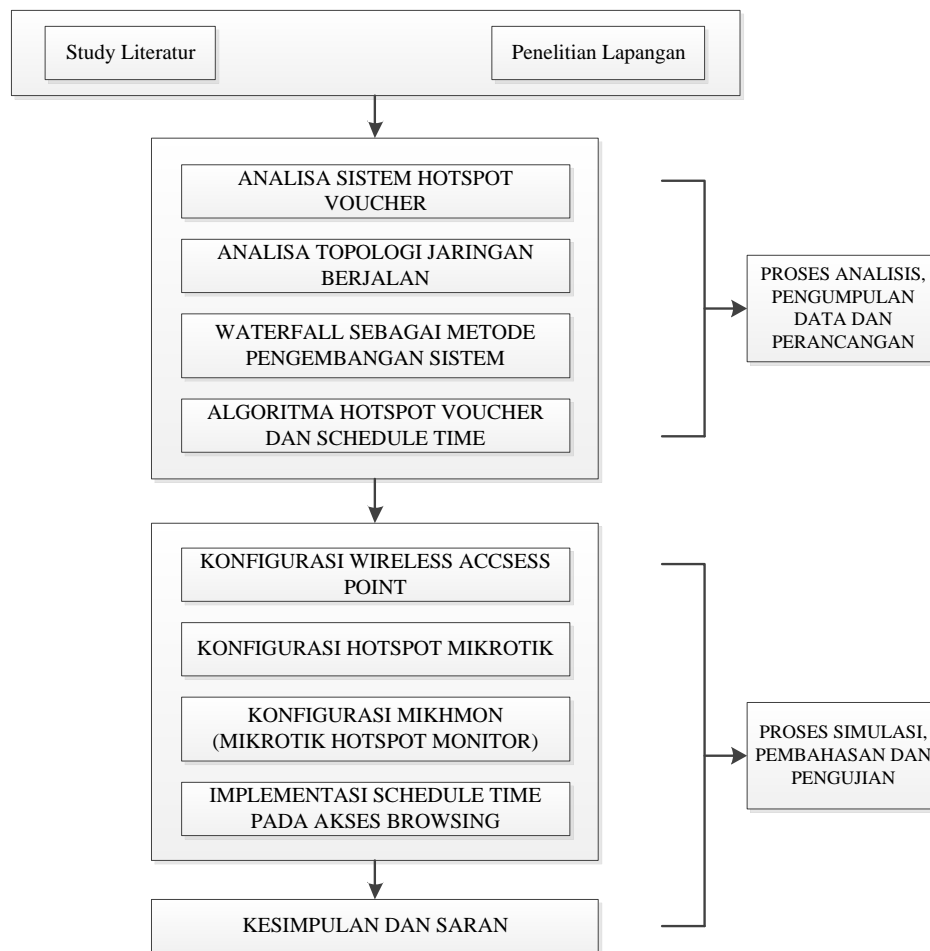 Study Literatur
Penelitian Lapangan
ANALISA SISTEM HOTSPOT
VOUCHER
ANALISA TOPOLOGI JARINGAN
BERJALAN
WATERFALL SEBAGAI METODE
PENGEMBANGAN SISTEM
ALGORITMA HOTSPOT VOUCHER
DAN SCHEDULE TIME
PROSES ANALISIS,
PENGUMPULAN
DATA DAN
PERANCANGAN
KONFIGURASI WIRELESS ACCSESS
POINT
KONFIGURASI HOTSPOT MIKROTIK
KONFIGURASI MIKHMON
(MIKROTIK HOTSPOT MONITOR)
IMPLEMENTASI SCHEDULE TIME
PADA AKSES BROWSING
PROSES SIMULASI,
PEMBAHASAN DAN
PENGUJIAN
KESIMPULAN DAN SARAN